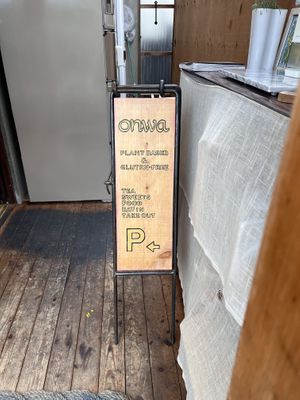 onwa
PLANT BASED
&
GLUTEN-FREE
TEA
SWEETS
FOOD
EAT IN
TAKE OUT
P←